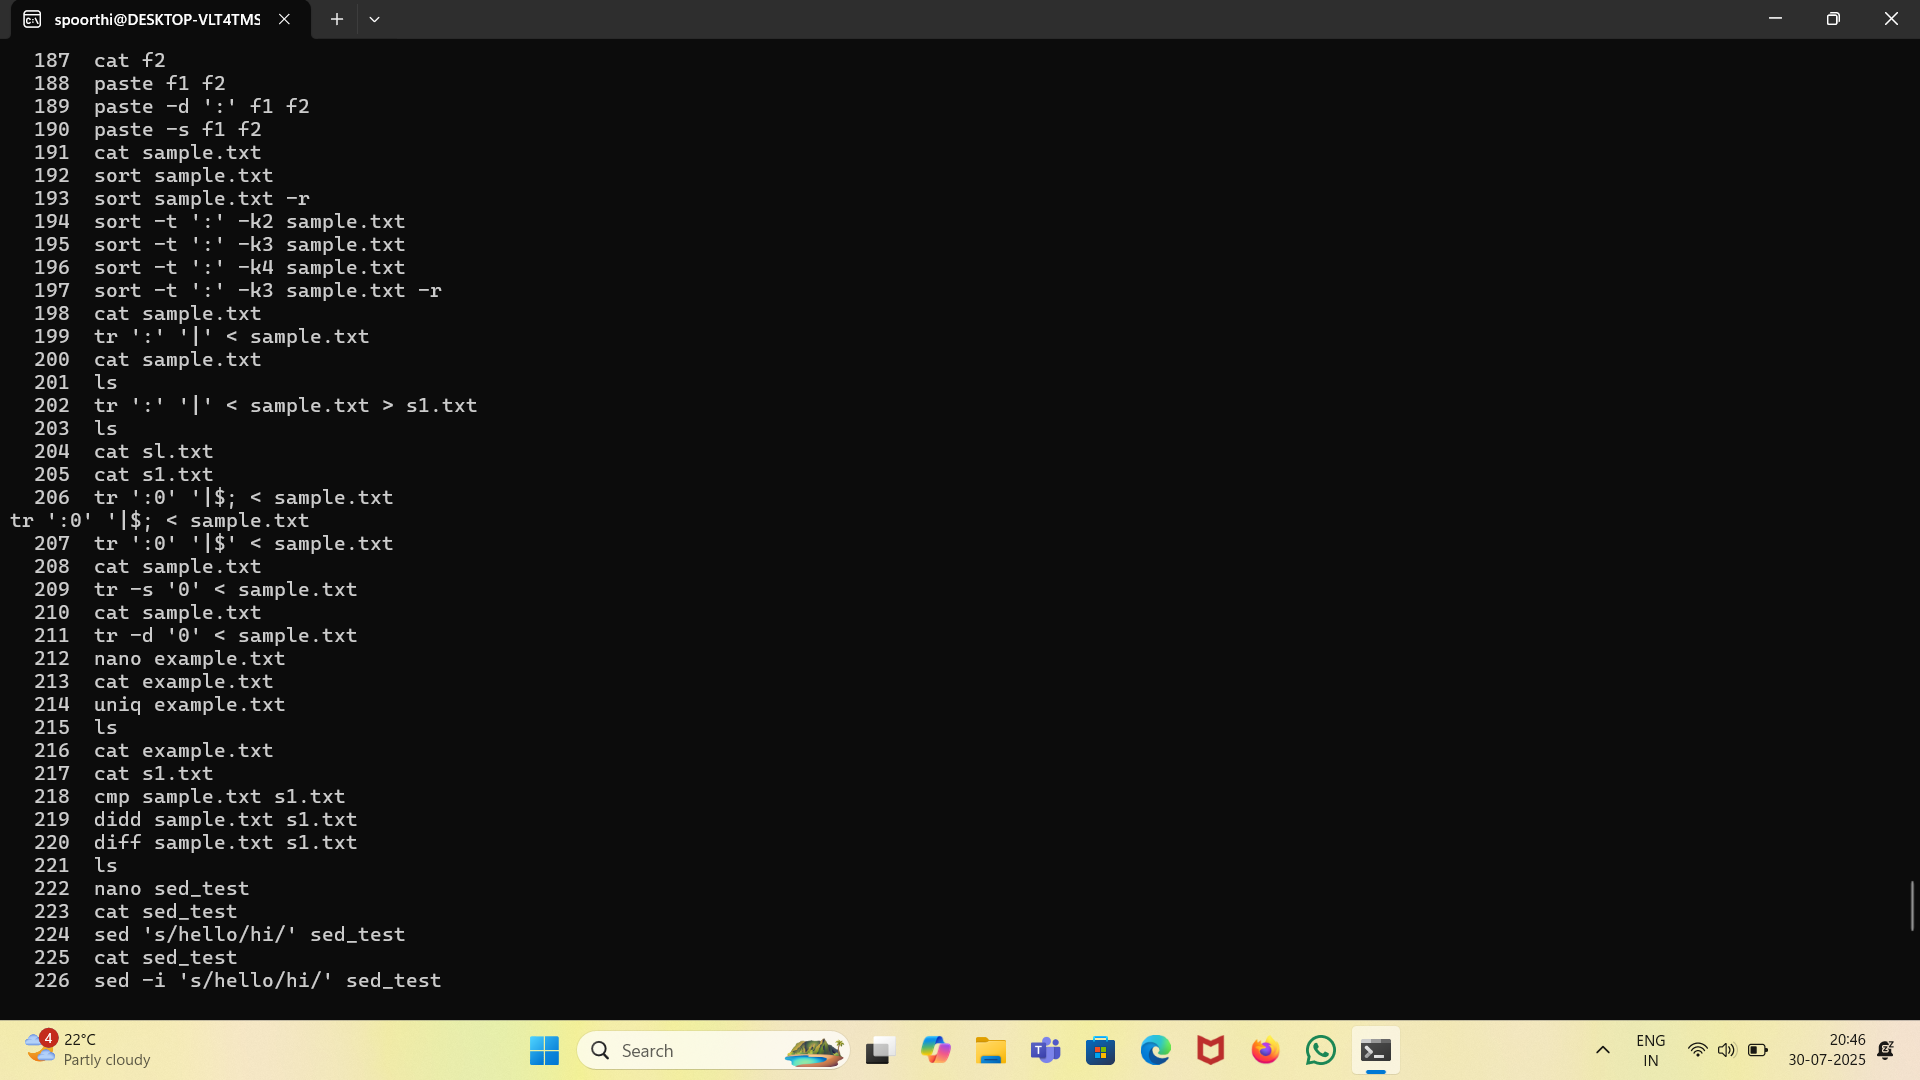 spoorthi@DESKTOP-VLT4TMS
187 cat f2
188 paste f1 f2
189 paste -d ':' f1 f2
190 paste -s f1 f2
191 cat sample.txt
192 sort sample.txt
193 sort sample.txt -r
194 sort -t ':' -k2 sample.txt
195 sort -t ':' -k3 sample.txt
196 sort -t ':' -k4 sample.txt
197 sort -t ':' -k3 sample.txt -r
198 cat sample.txt
199 tr ':' '|' < sample.txt
200 cat sample.txt
201 ls
202 tr ':' '|' < sample.txt > s1.txt
203 ls
204 cat sl.txt
205 cat s1.txt
206 tr ':0' '|$; < sample.txt
tr ':0' '|$; < sample.txt
207 tr ':0' '|$' < sample.txt
208 cat sample.txt
209 tr -s '0' < sample.txt
210 cat sample.txt
211 tr -d '0' < sample.txt
212 nano example.txt
213 cat example.txt
214 uniq example.txt
215 ls
216 cat example.txt
217 cat s1.txt
218 cmp sample.txt s1.txt
219 didd sample.txt s1.txt
220 diff sample.txt s1.txt
221 ls
222 nano sed_test
223 cat sed_test
224 sed 's/hello/hi/' sed_test
225 cat sed_test
226 sed -i 's/hello/hi/' sed_test
4
22°C
Partly cloudy
Search
ENG
IN
20:46
30-07-2025